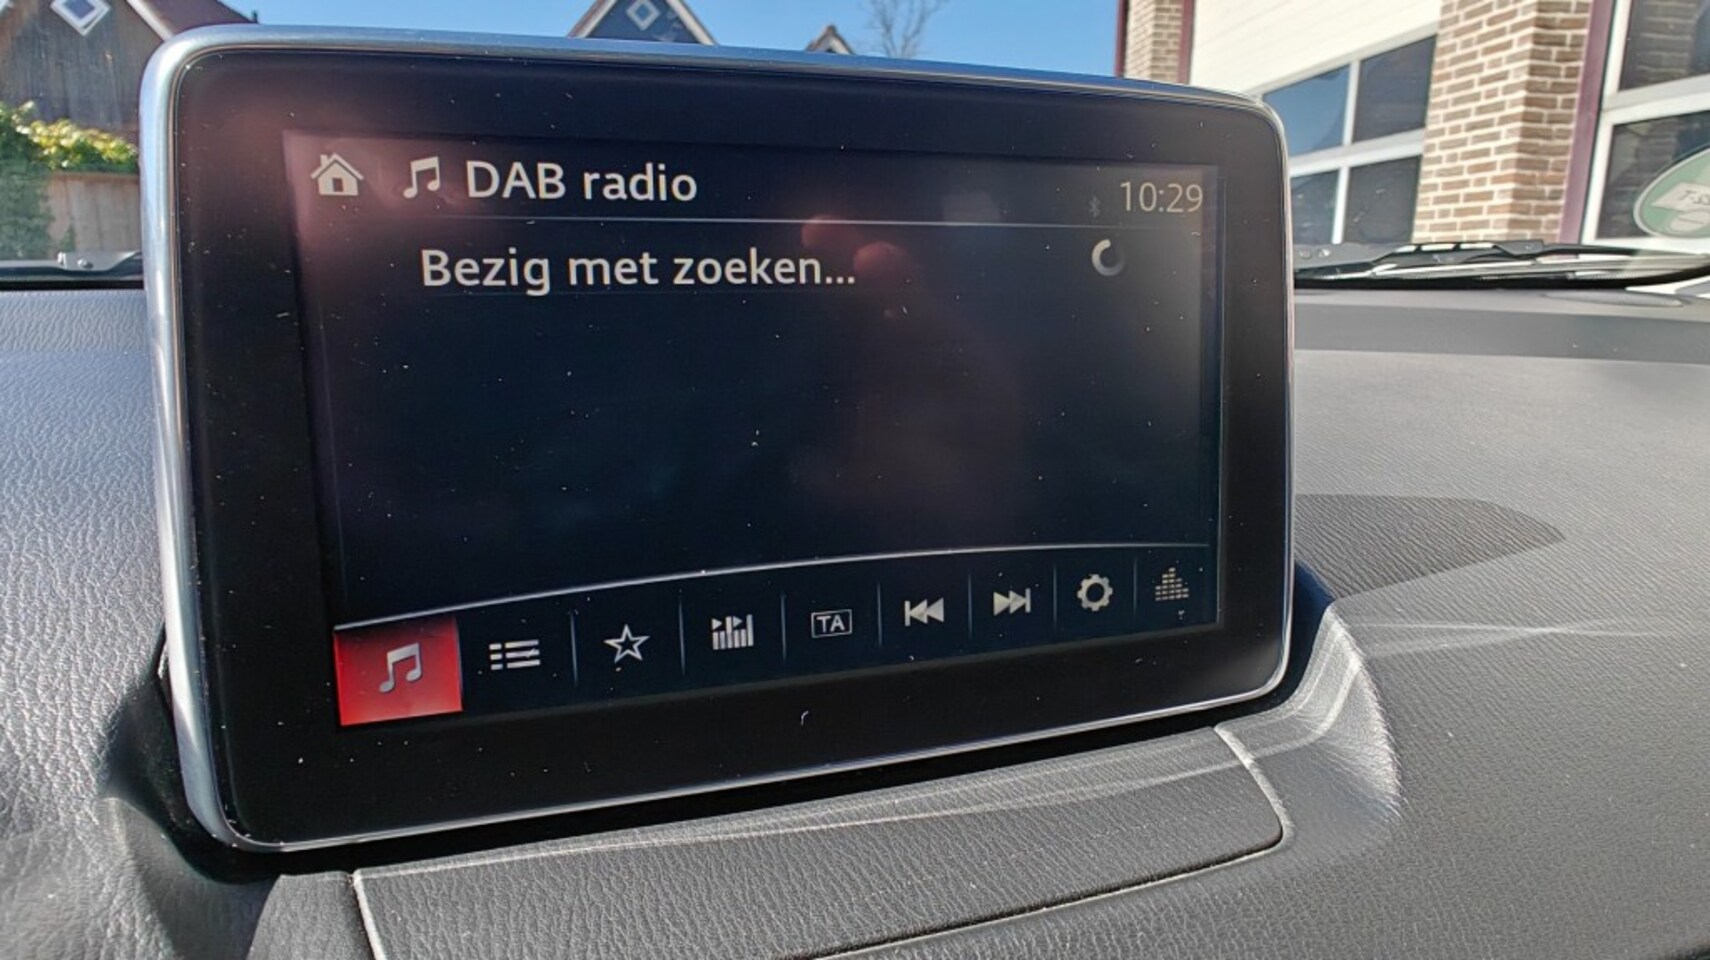 DAB radio
10:29
Bezig met zoeken...
TA